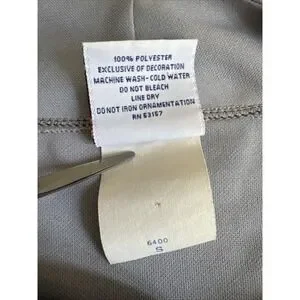 100% POLYESTER
EXCLUSIVE OF DECORATION
MACHINE WASH-COLD WATER
DO NOT BLEACH
LINE DRY
DO NOT IRON ORNAMENTATION
RN 53157
6400
S